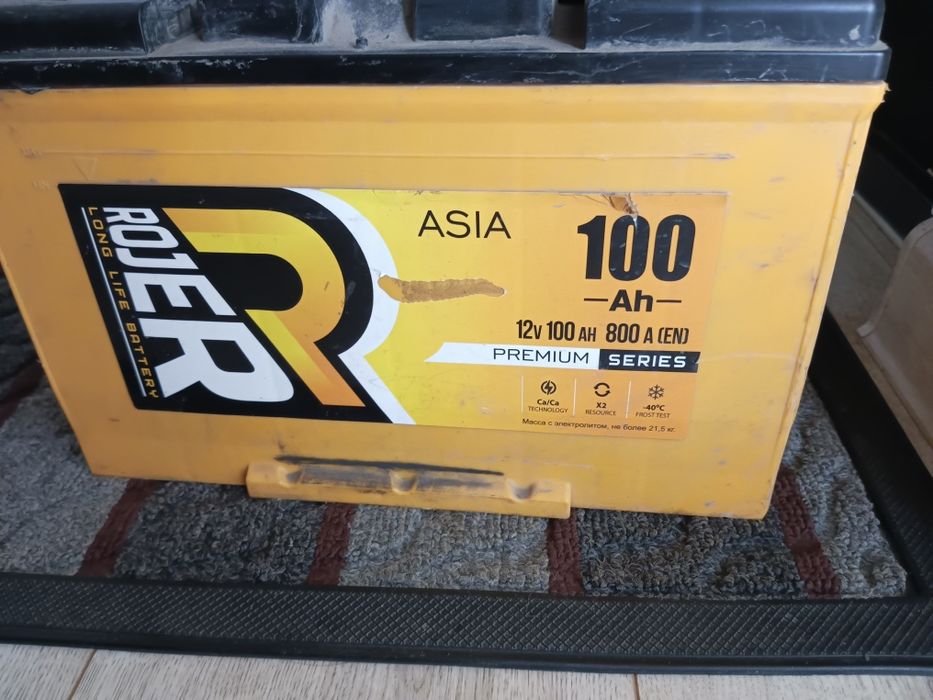 ROJER
LONG LIFE BATTERY
ASIA
100
Ah
12V 100 AH 800 A (EN)
PREMIUM SERIES
Ca/Ca
TECHNOLOGY
X2
RESOURCE
-40°C
FROST TEST
Масса с электролитом, не более 21,5 кг.